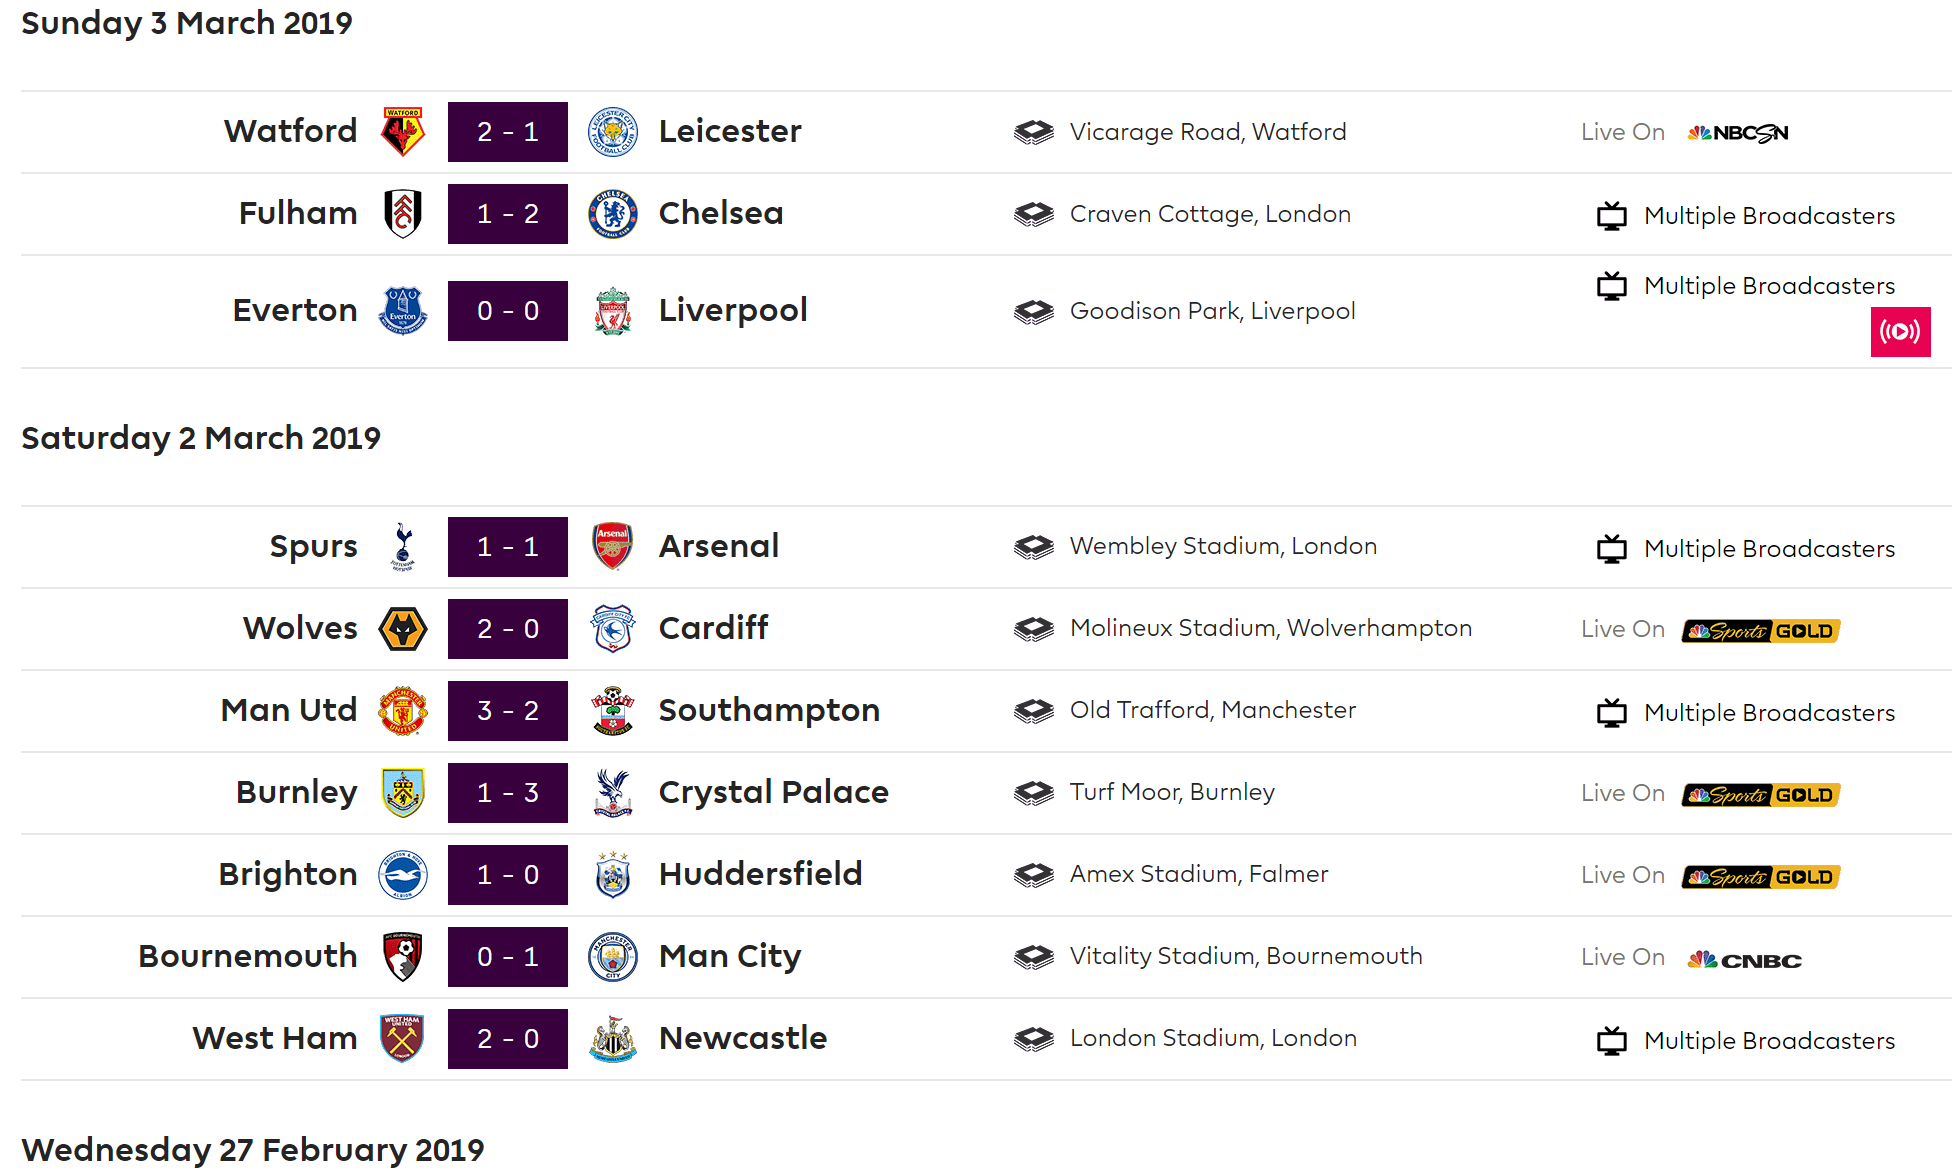 Sunday 3 March 2019
Watford 2 - 1 Leicester Vicarage Road, Watford Live On NBCSN
Fulham 1 - 2 Chelsea Craven Cottage, London Multiple Broadcasters
Everton 0 - 0 Liverpool Goodison Park, Liverpool Multiple Broadcasters
Saturday 2 March 2019
Spurs 1 - 1 Arsenal Wembley Stadium, London Multiple Broadcasters
Wolves 2 - 0 Cardiff Molineux Stadium, Wolverhampton Live On Sports GOLD
Man Utd 3 - 2 Southampton Old Trafford, Manchester Multiple Broadcasters
Burnley 1 - 3 Crystal Palace Turf Moor, Burnley Live On Sports GOLD
Brighton 1 - 0 Huddersfield Amex Stadium, Falmer Live On Sports GOLD
Bournemouth 0 - 1 Man City Vitality Stadium, Bournemouth Live On CNBC
West Ham 2 - 0 Newcastle London Stadium, London Multiple Broadcasters
Wednesday 27 February 2019